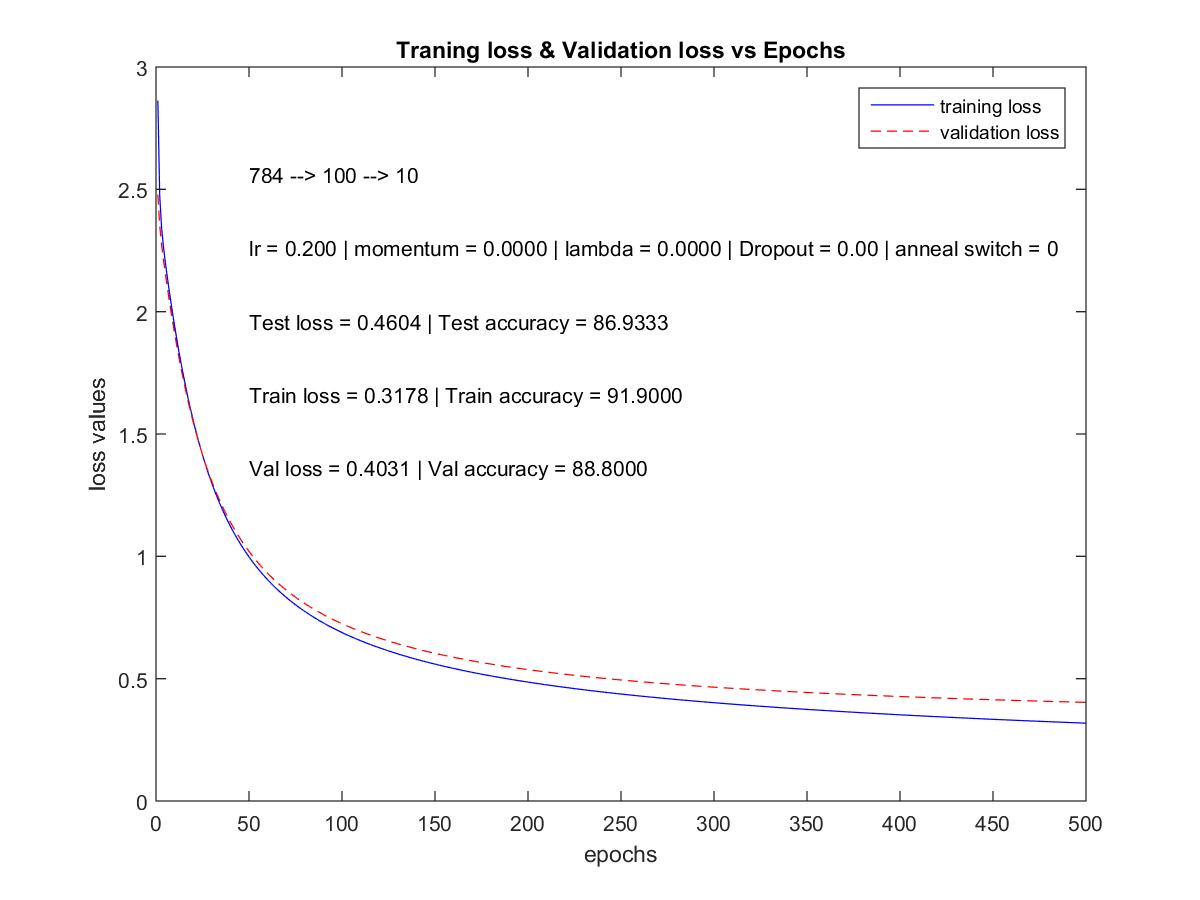 Traning loss & Validation loss vs Epochs
training loss
validation loss
784 --> 100 --> 10
lr = 0.200 | momentum = 0.0000 | lambda = 0.0000 | Dropout = 0.00 | anneal switch = 0
Test loss = 0.4604 | Test accuracy = 86.9333
Train loss = 0.3178 | Train accuracy = 91.9000
Val loss = 0.4031 | Val accuracy = 88.8000
loss values
3
2.5
2
1.5
1
0.5
0
0 50 100 150 200 250 300 350 400 450 500
epochs